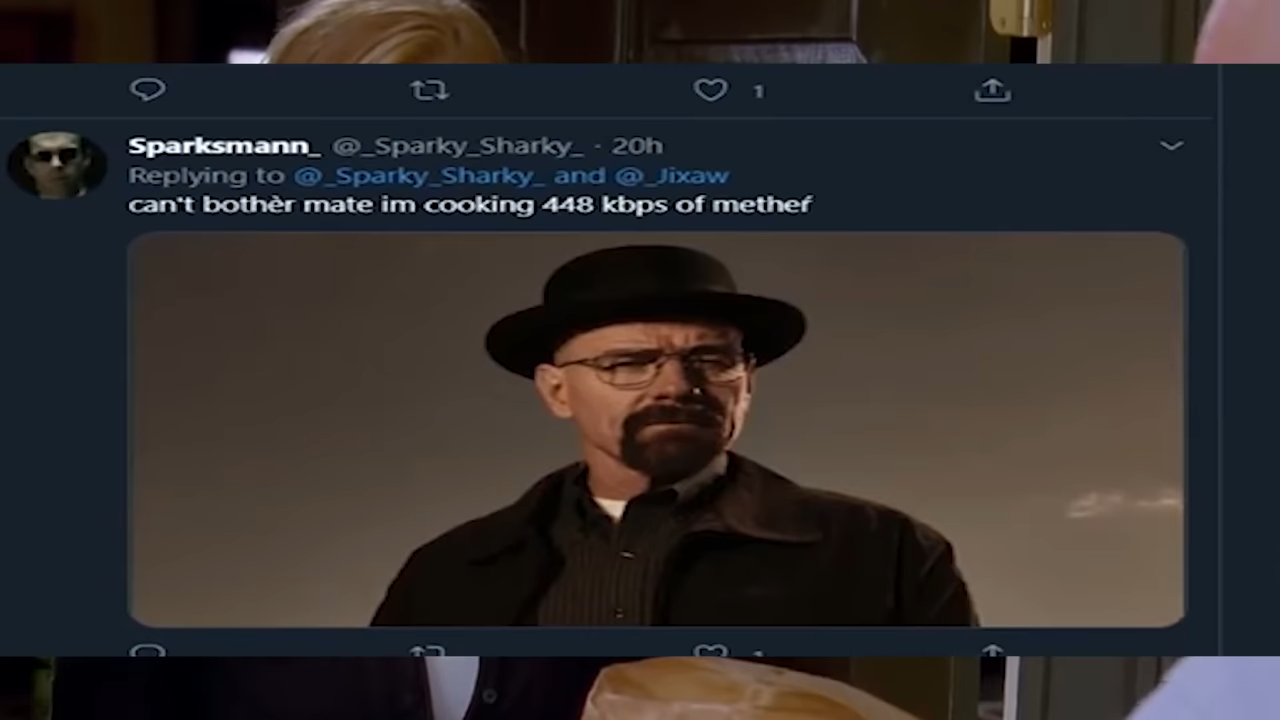 1
Sparksmann_ @_Sparky_Sharky_ · 20h
Replying to @_Sparky_Sharky_ and @_Jixaw
can't bothèr mate im cooking 448 kbps of methef